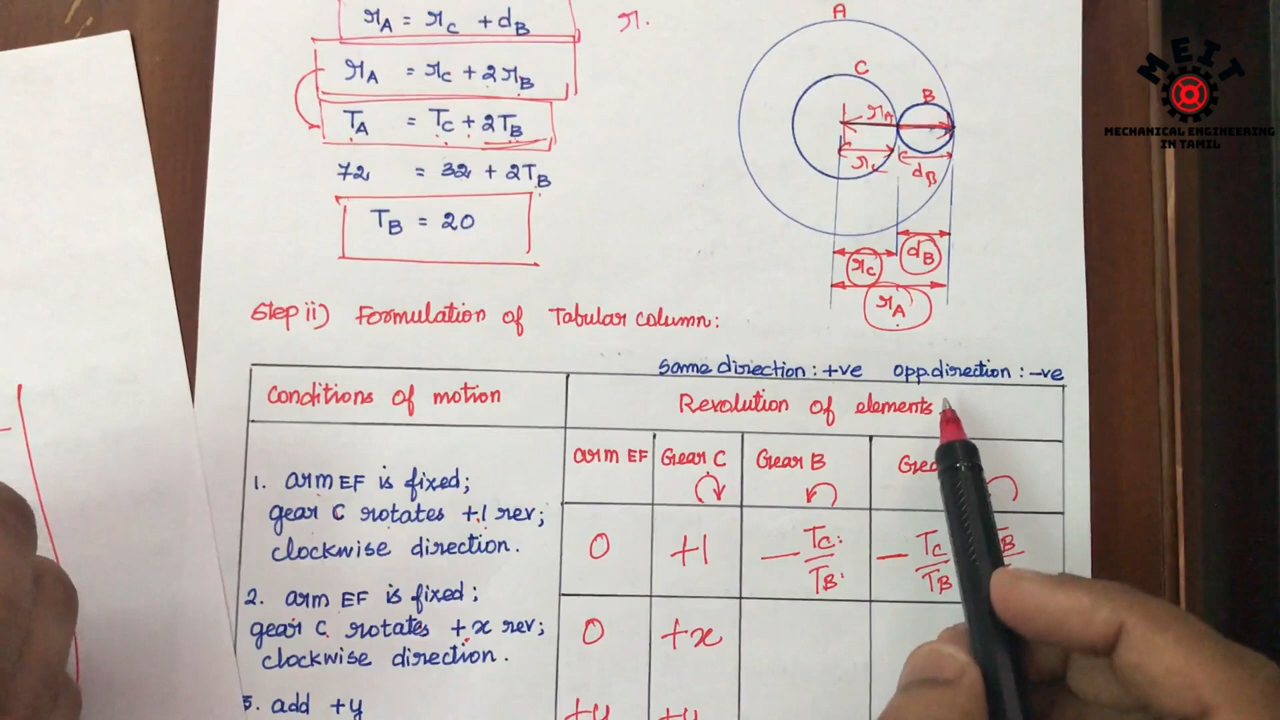 rA = rC + dB
r.
rA = rC + 2rB
TA = TC + 2TB
72 = 32 + 2TB
TB = 20
A
C
B
rA
rC
dB
dB
rC
rA
MEIT
MECHANICAL ENGINEERING
IN TAMIL
Step ii) Formulation of Tabular column:
Same direction : +ve opp.direction : -ve
Conditions of motion
Revolution of elements
arm EF Gear C Gear B
1. arm EF is fixed;
gear C rotates +1 rev;
clockwise direction.
0 +1 - TC/TB - TC/TB
2. arm EF is fixed;
gear C rotates +x rev;
clockwise direction.
0 +x
3. add +y
+y +y